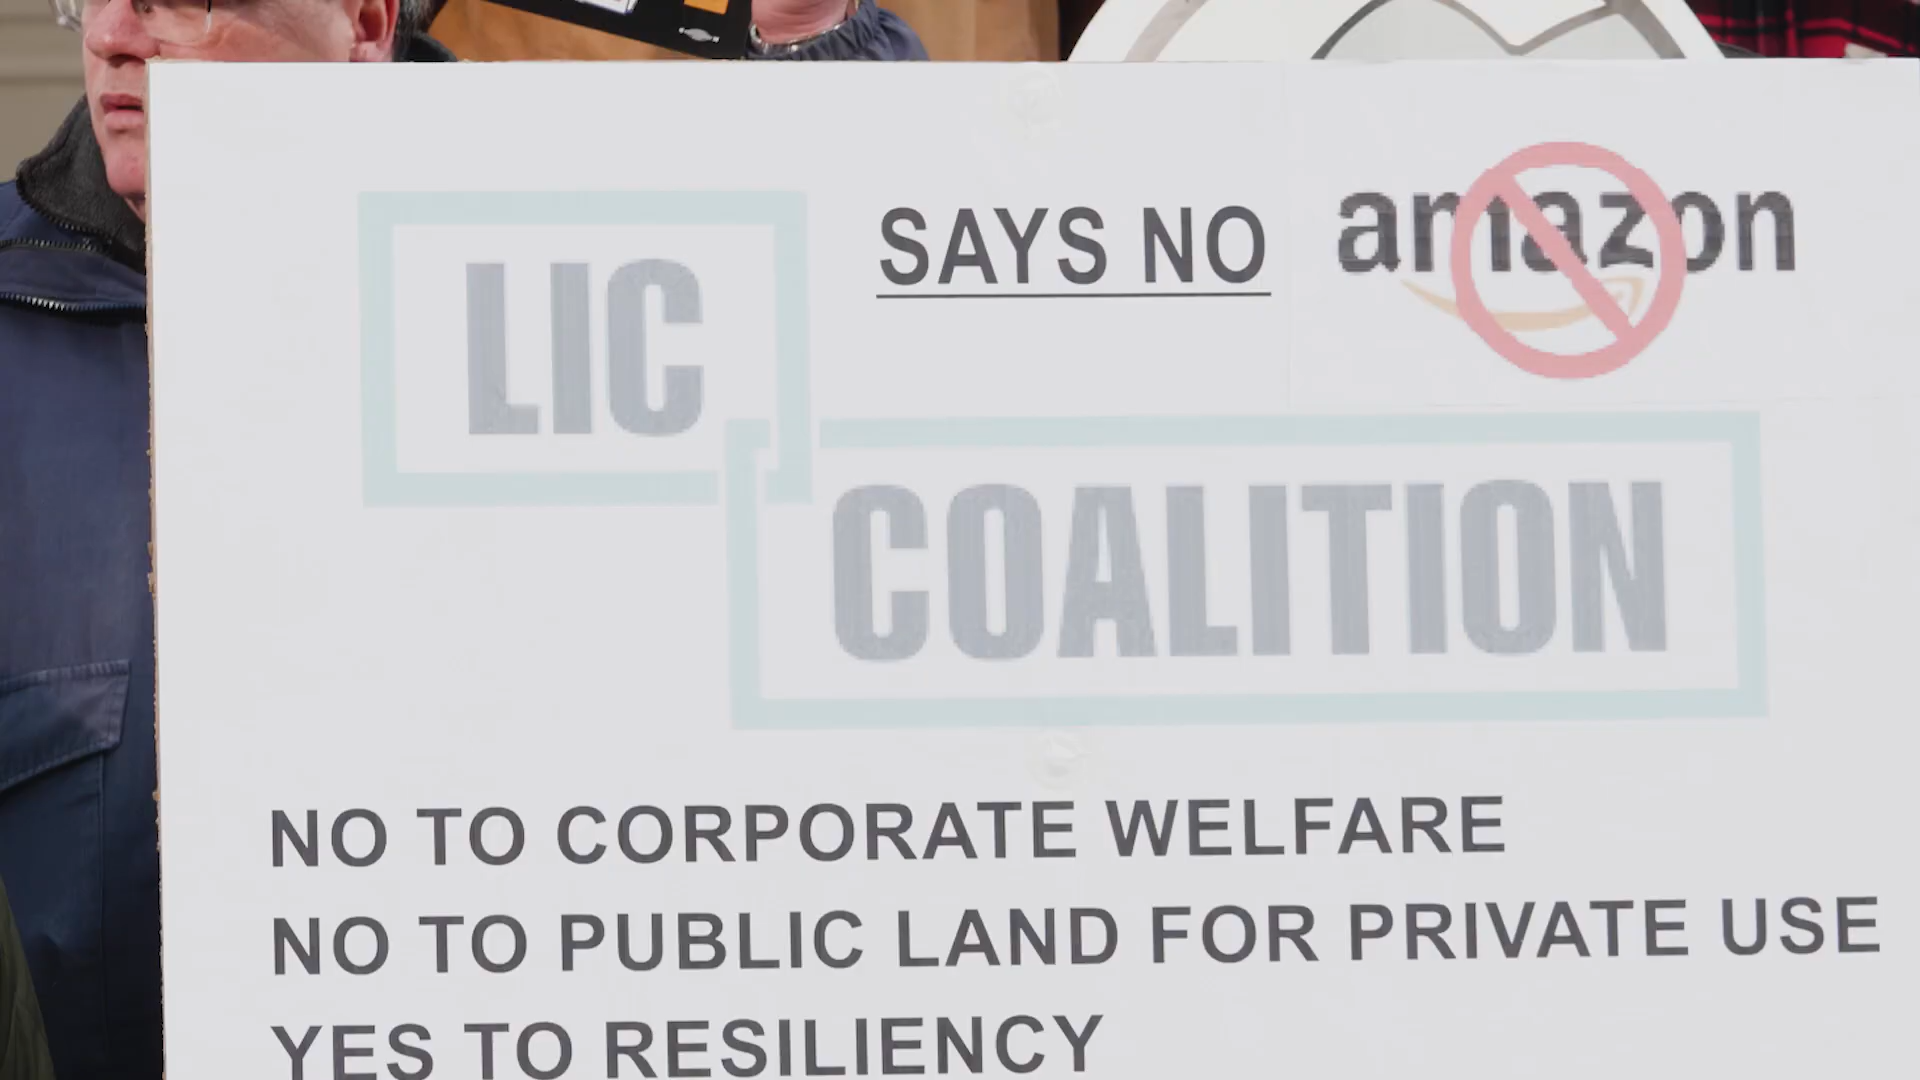 SAYS NO amazon
LIC
COALITION
NO TO CORPORATE WELFARE
NO TO PUBLIC LAND FOR PRIVATE USE
YES TO RESILIENCY